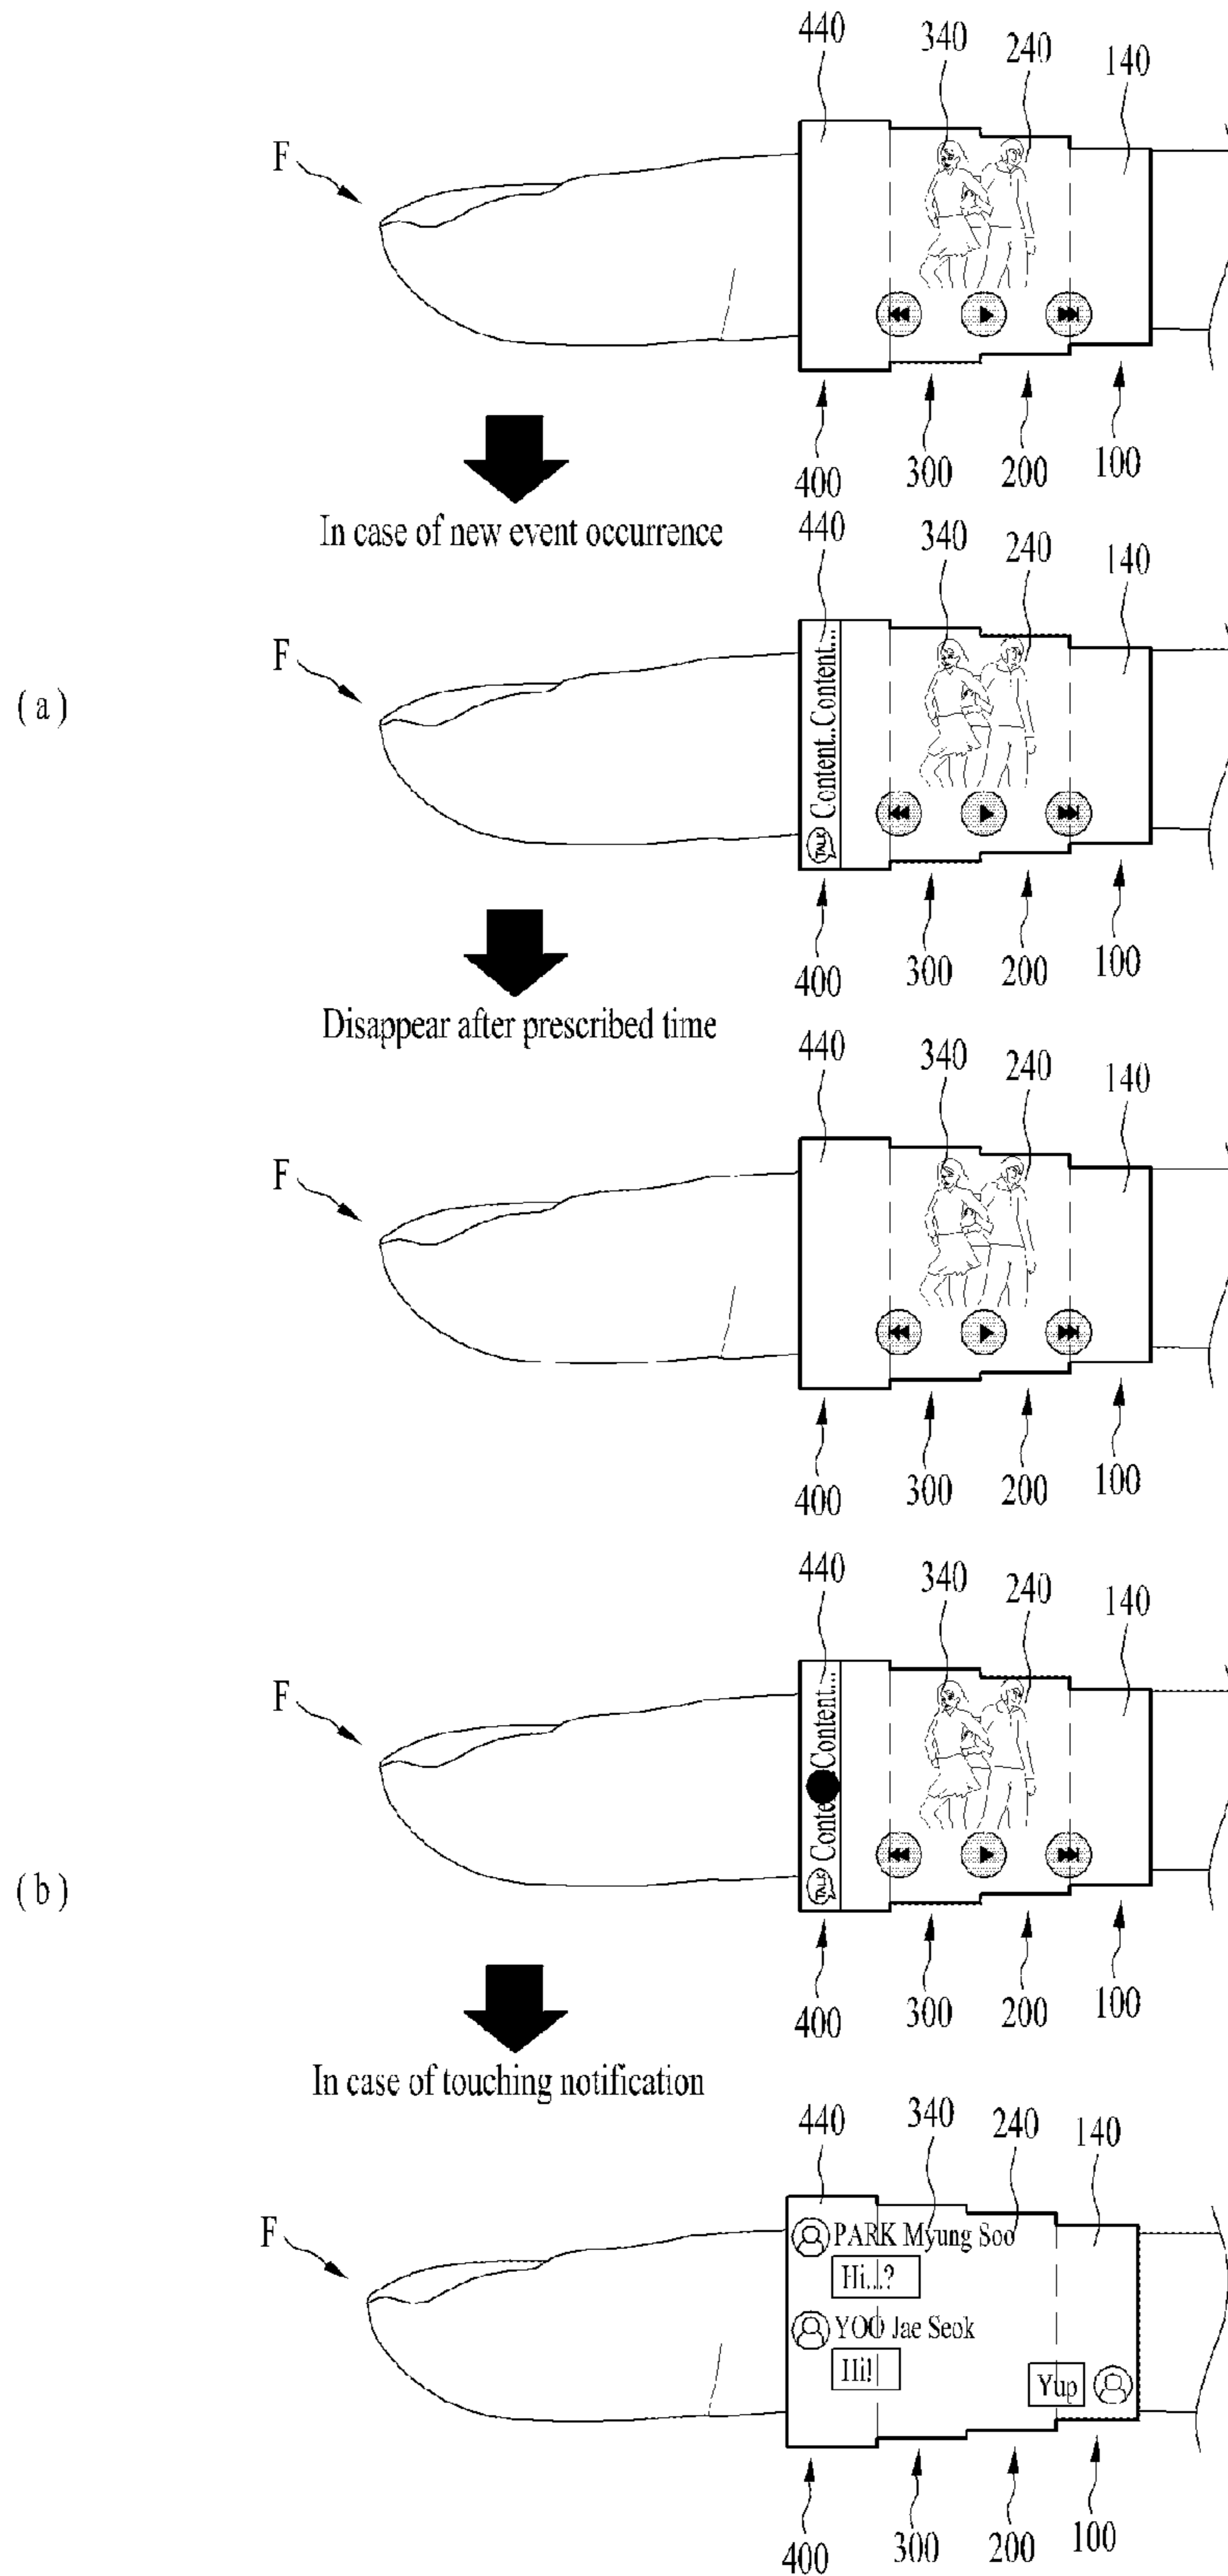 440 340 240 140
F
400 300 200 100
In case of new event occurrence
440 340 240 140
F
(a)
TALK Content..Content...
400 300 200 100
Disappear after prescribed time
440 340 240 140
F
400 300 200 100
440 340 240 140
F
TALK Conte Content...
(b)
400 300 200 100
In case of touching notification
440 340 240 140
F
PARK Myung Soo
Hi...?
YOO Jae Seok
Hi!
Yup
400 300 200 100